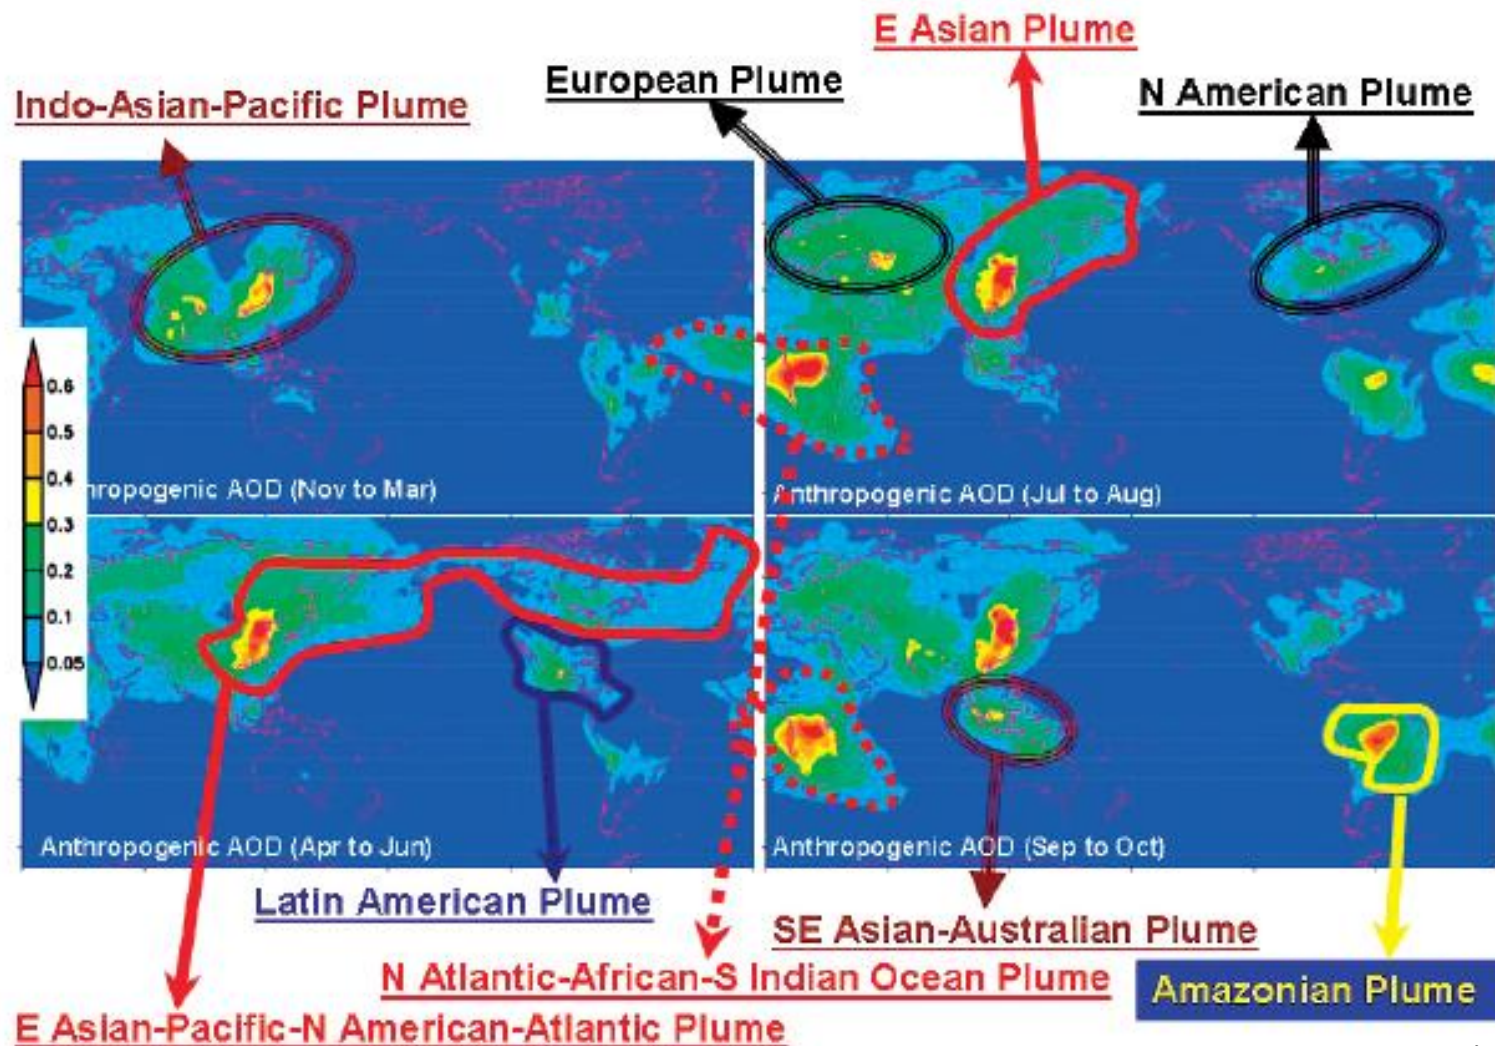 E Asian Plume
European Plume
N American Plume
Indo-Asian-Pacific Plume
0.6
0.5
0.4
0.3
0.2
0.1
0.05
hropogenic AOD (Nov to Mar)
Anthropogenic AOD (Jul to Aug)
Anthropogenic AOD (Apr to Jun)
Anthropogenic AOD (Sep to Oct)
Latin American Plume
SE Asian-Australian Plume
N Atlantic-African-S Indian Ocean Plume
Amazonian Plume
E Asian-Pacific-N American-Atlantic Plume